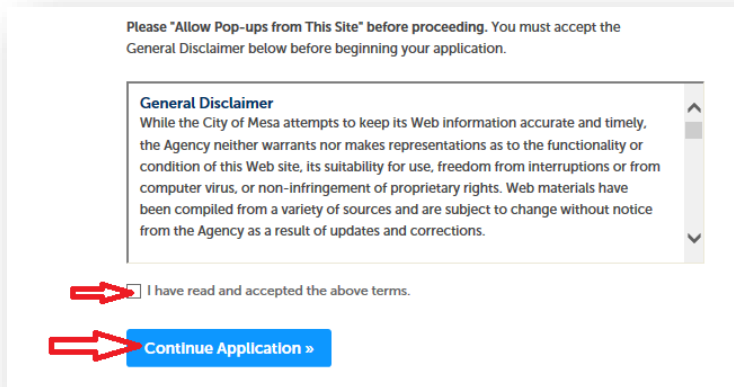 Please "Allow Pop-ups from This Site" before proceeding. You must accept the
General Disclaimer below before beginning your application.
General Disclaimer
While the City of Mesa attempts to keep its Web information accurate and timely,
the Agency neither warrants nor makes representations as to the functionality or
condition of this Web site, its suitability for use, freedom from interruptions or from
computer virus, or non-infringement of proprietary rights. Web materials have
been compiled from a variety of sources and are subject to change without notice
from the Agency as a result of updates and corrections.
I have read and accepted the above terms.
Continue Application »